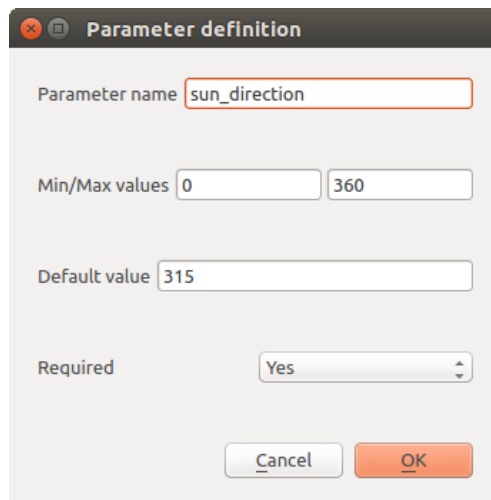 Parameter definition
Parameter name sun_direction
Min/Max values 0 360
Default value 315
Required Yes
Cancel OK